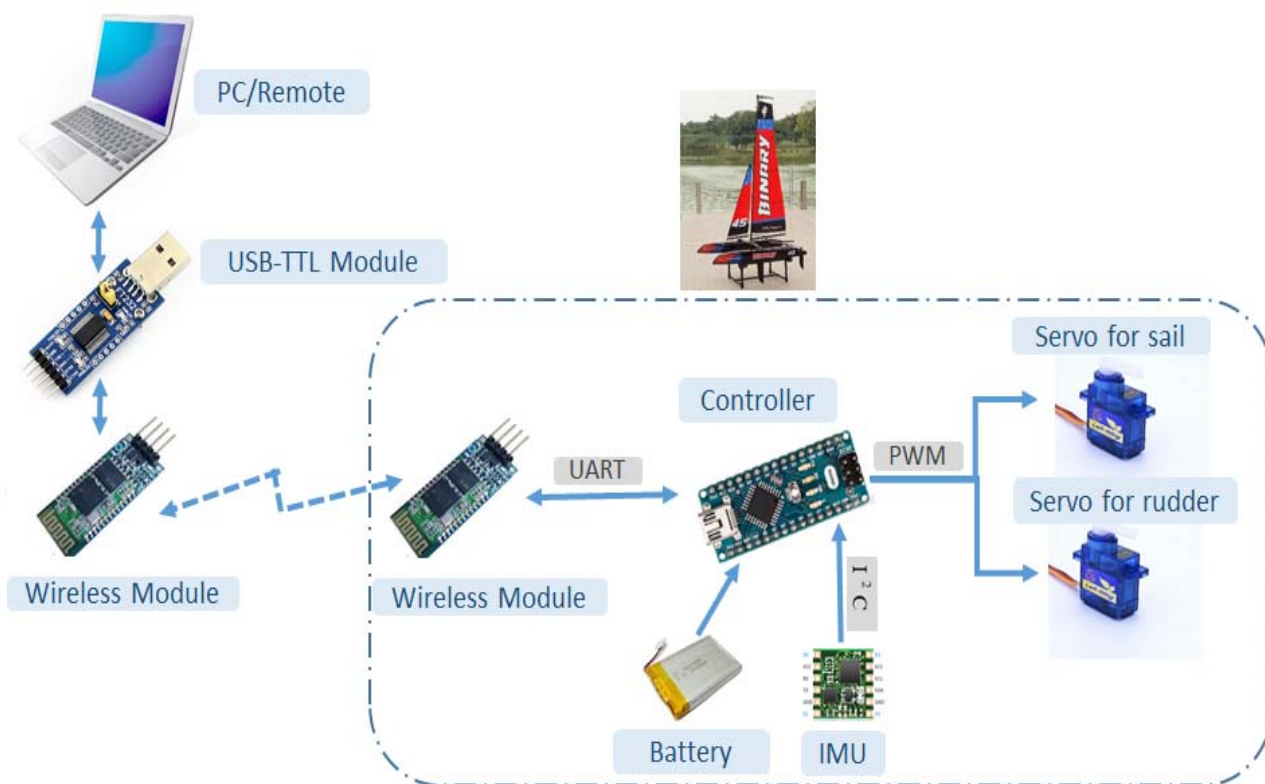 PC/Remote
USB-TTL Module
BINARY
45
Servo for sail
Controller
UART
PWM
Servo for rudder
Wireless Module
Wireless Module
I²C
Battery
IMU